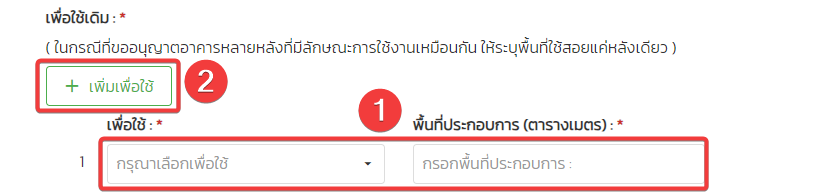 เพื่อใช้เดิม : *
( ในกรณีที่ขออนุญาตอาคารหลายหลังที่มีลักษณะการใช้งานเหมือนกัน ให้ระบุพื้นที่ใช้สอยแค่หลังเดียว )
+ เพิ่มเพื่อใช้ 2
เพื่อใช้ : * 1 พื้นที่ประกอบการ (ตารางเมตร) : *
1 กรุณาเลือกเพื่อใช้ กรอกพื้นที่ประกอบการ :